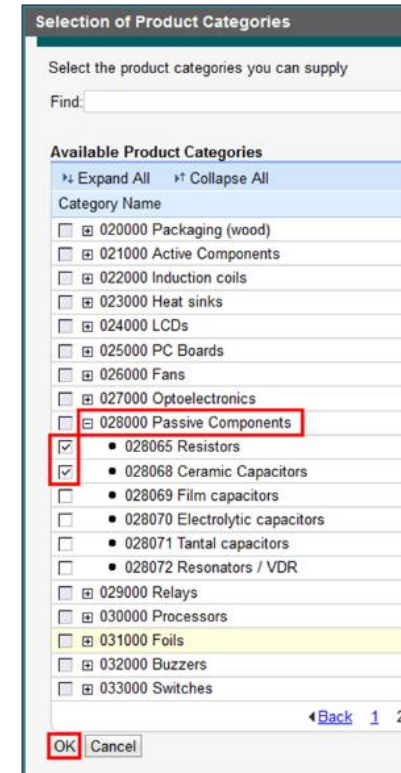 Selection of Product Categories
Select the product categories you can supply
Find:
Available Product Categories
Expand All Collapse All
Category Name
020000 Packaging (wood)
021000 Active Components
022000 Induction coils
023000 Heat sinks
024000 LCDs
025000 PC Boards
026000 Fans
027000 Optoelectronics
028000 Passive Components
• 028065 Resistors
• 028068 Ceramic Capacitors
• 028069 Film capacitors
• 028070 Electrolytic capacitors
• 028071 Tantal capacitors
• 028072 Resonators / VDR
029000 Relays
030000 Processors
031000 Foils
032000 Buzzers
033000 Switches
Back 1 2
OK Cancel